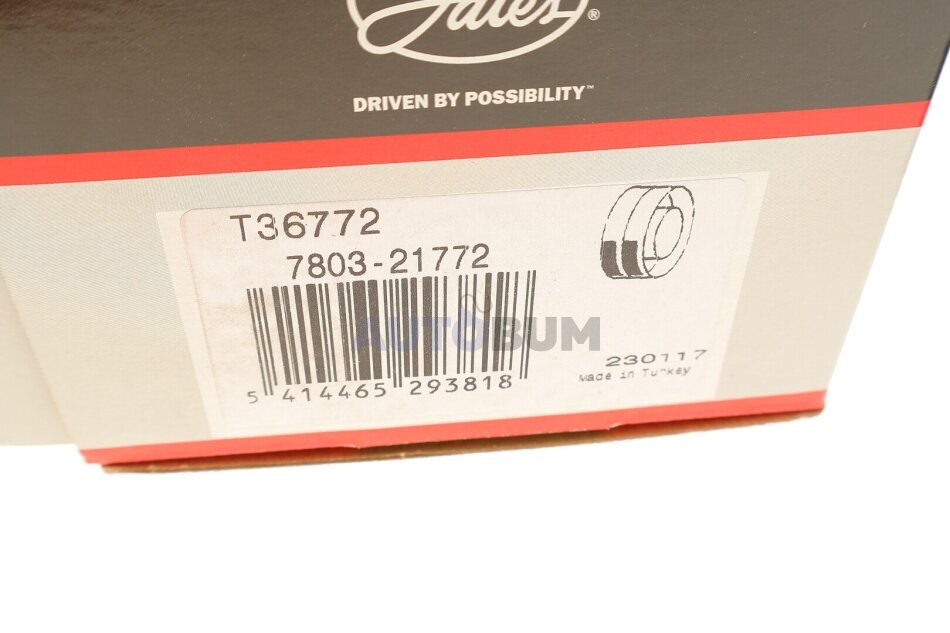 Gates®
DRIVEN BY POSSIBILITY™
T36772
7803-21772
AUTOBUM
5 414465 293818
230117
Made in Turkey